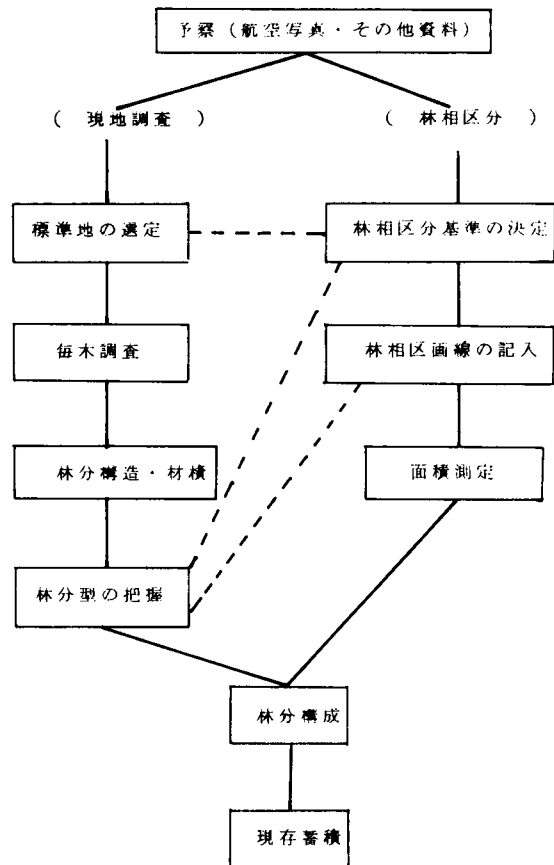 予察（航空写真・その他資料）
（ 現地調査 ）
（ 林相区分 ）
標準地の選定
林相区分基準の決定
毎木調査
林相区画線の記入
林分構造・材積
面積測定
林分型の把握
林分構成
現存蓄積